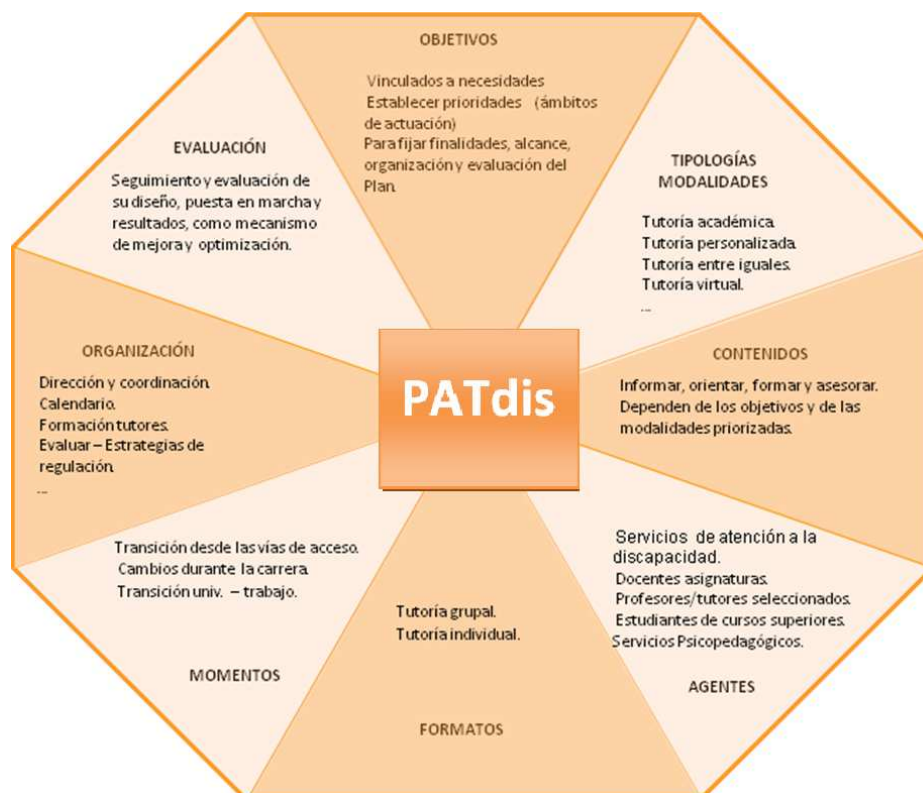 OBJETIVOS
Vinculados a necesidades
Establecer prioridades (ámbitos
de actuación)
Para fijar finalidades, alcance,
organización y evaluación del
Plan.
TIPOLOGÍAS
MODALIDADES
Tutoría académica.
Tutoría personalizada.
Tutoría entre iguales.
Tutoría virtual.
...
CONTENIDOS
Informar, orientar, formar y asesorar.
Dependen de los objetivos y de las
modalidades priorizadas.
Servicios de atención a la
discapacidad.
Docentes asignaturas.
Profesores/tutores seleccionados.
Estudiantes de cursos superiores.
Servicios Psicopedagógicos.
AGENTES
Tutoría grupal.
Tutoría individual.
FORMATOS
Transición desde las vías de acceso.
Cambios durante la carrera.
Transición univ. – trabajo.
MOMENTOS
ORGANIZACIÓN
Dirección y coordinación.
Calendario.
Formación tutores.
Evaluar – Estrategias de
regulación.
...
EVALUACIÓN
Seguimiento y evaluación de
su diseño, puesta en marcha y
resultados, como mecanismo
de mejora y optimización.
PATdis